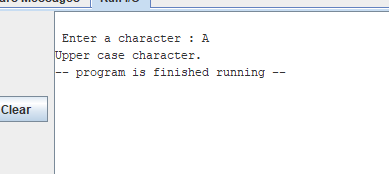 Run I/O
Enter a character : A
Upper case character.
-- program is finished running --
Clear